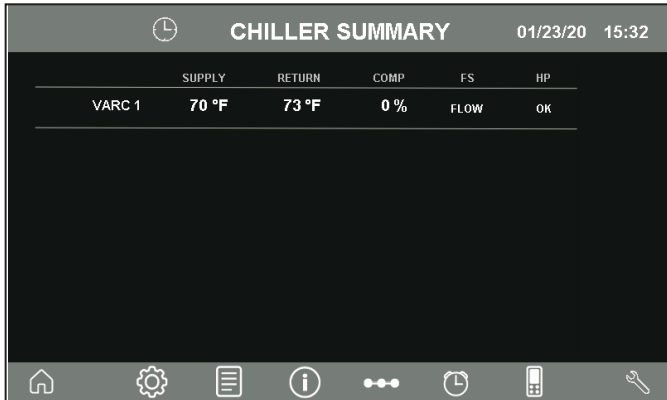 CHILLER SUMMARY 01/23/20 15:32
SUPPLY RETURN COMP FS HP
VARC 1 70 °F 73 °F 0 % FLOW OK